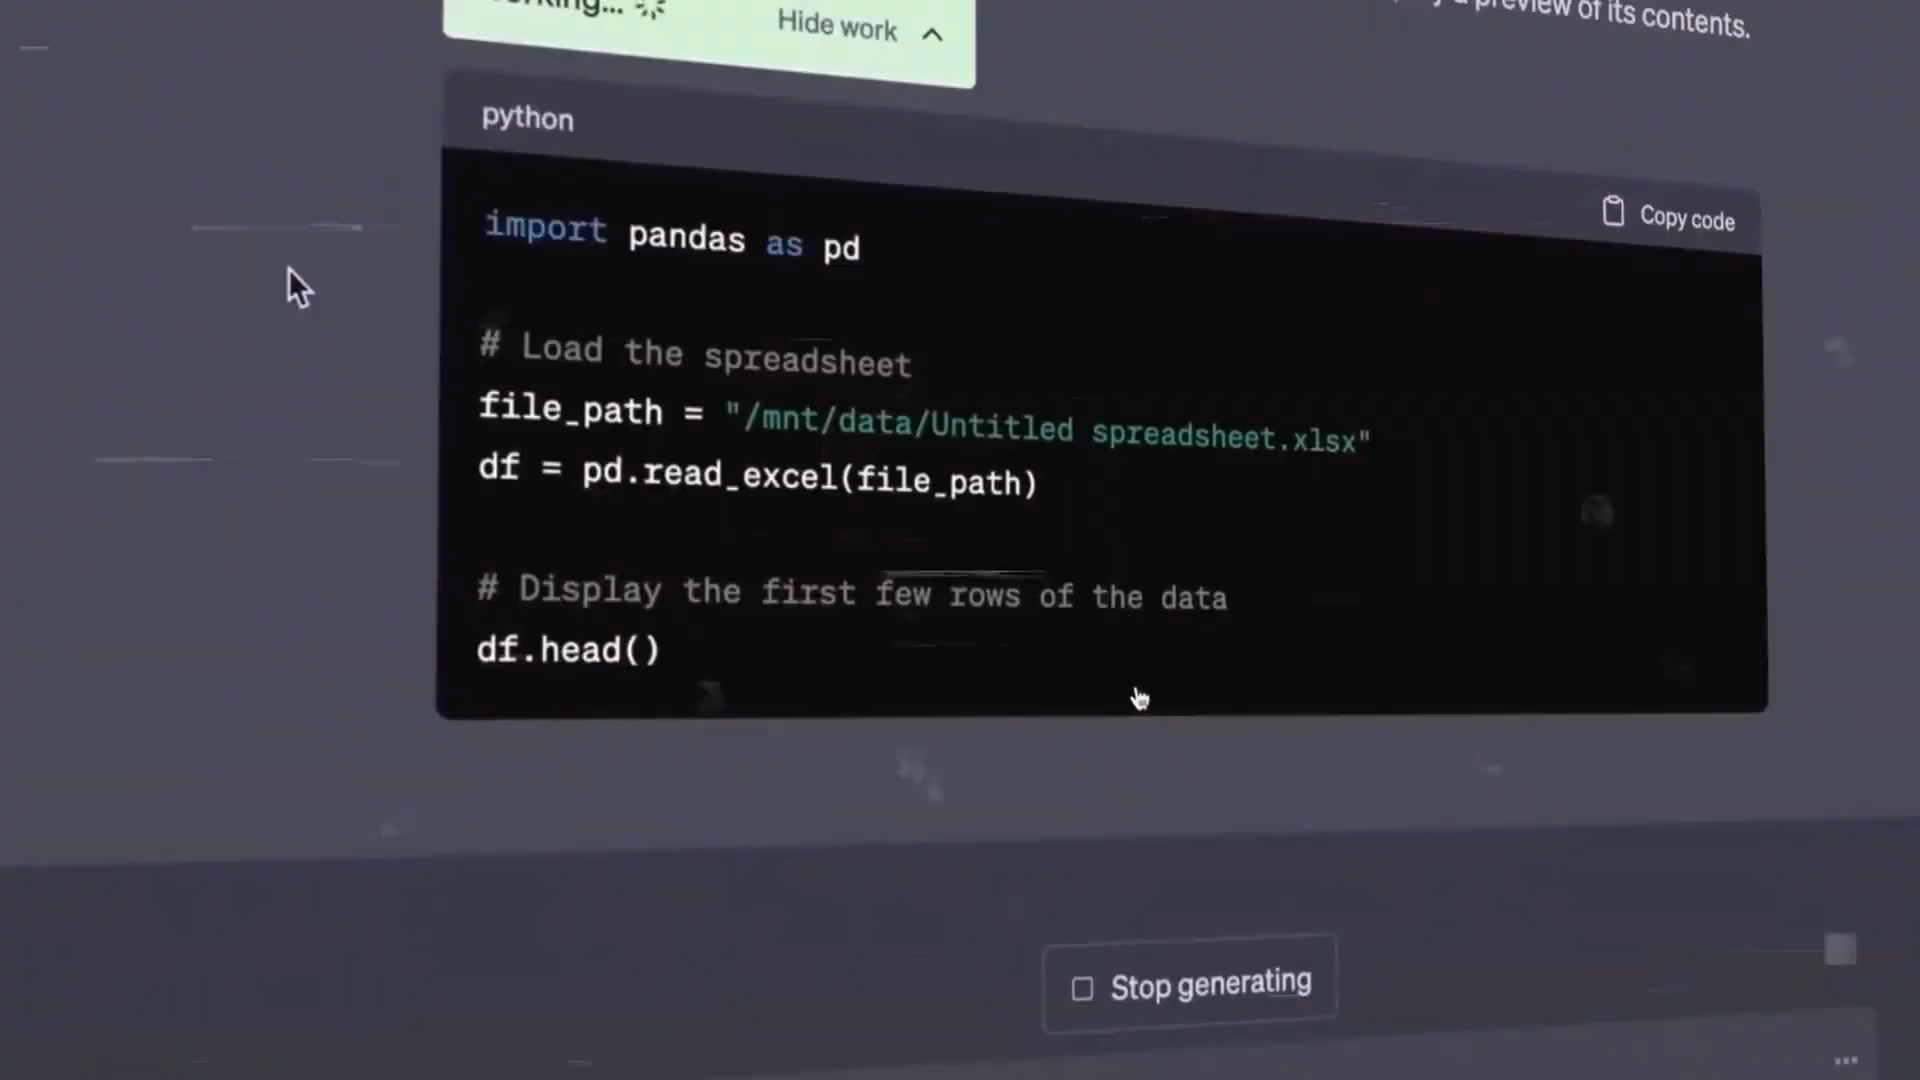 preview of its contents.
Hide work
python
Copy code
import pandas as pd
# Load the spreadsheet
file_path = "/mnt/data/Untitled spreadsheet.xlsx"
df = pd.read_excel(file_path)
# Display the first few rows of the data
df.head()
Stop generating